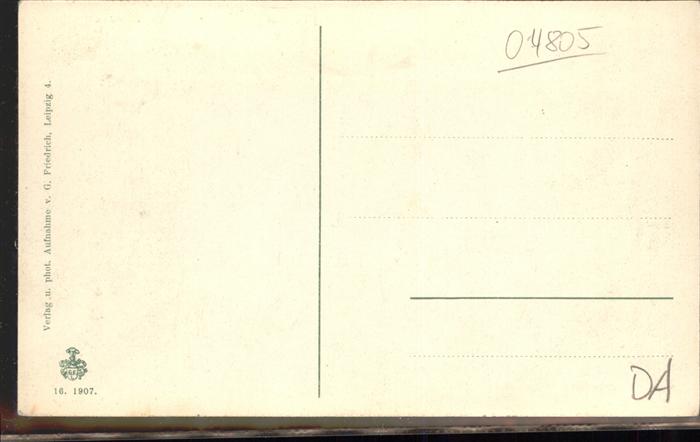 04805
Verlag u. phot. Aufnahme v. G. Friedrich, Leipzig 4.
16. 1907.
DA